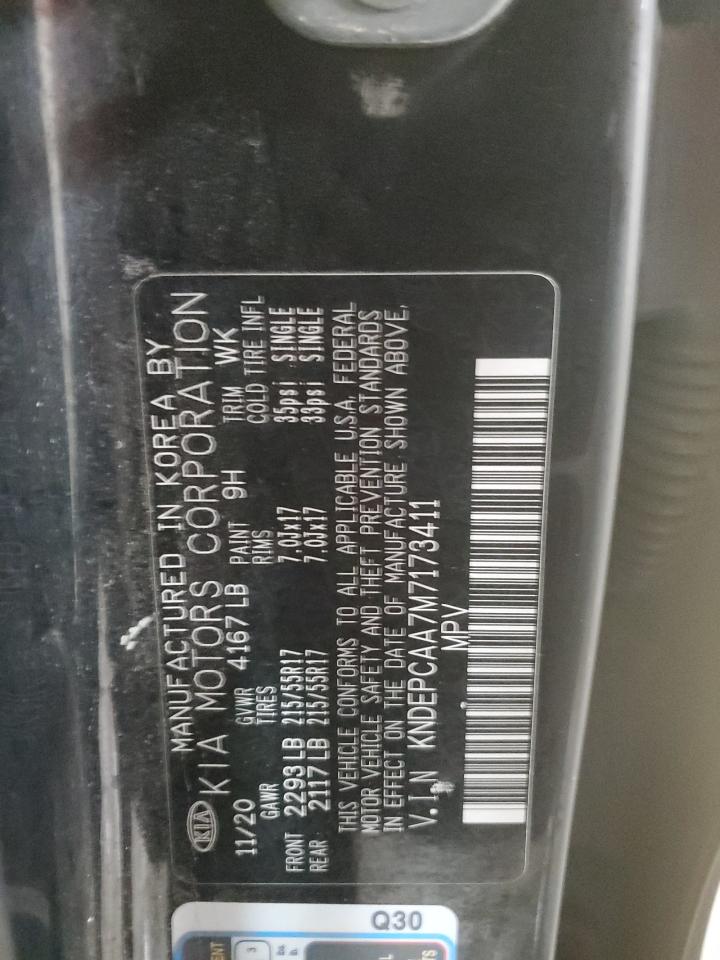 MANUFACTURED IN KOREA BY
KIA KIA MOTORS CORPORATION
11/20 GVWR 4167LB PAINT 9H TRIM WK
GAWR TIRES RIMS COLD TIRE INFL
FRONT 2293LB 215/55R17 7.0Jx17 35psi SINGLE
REAR 2117LB 215/55R17 7.0Jx17 33psi SINGLE
THIS VEHICLE CONFORMS TO ALL APPLICABLE U.S.A. FEDERAL
MOTOR VEHICLE SAFETY AND THEFT PREVENTION STANDARDS
IN EFFECT ON THE DATE OF MANUFACTURE SHOWN ABOVE.
V.I.N KNDEPCAA7M7173411
MPV
Q30
3